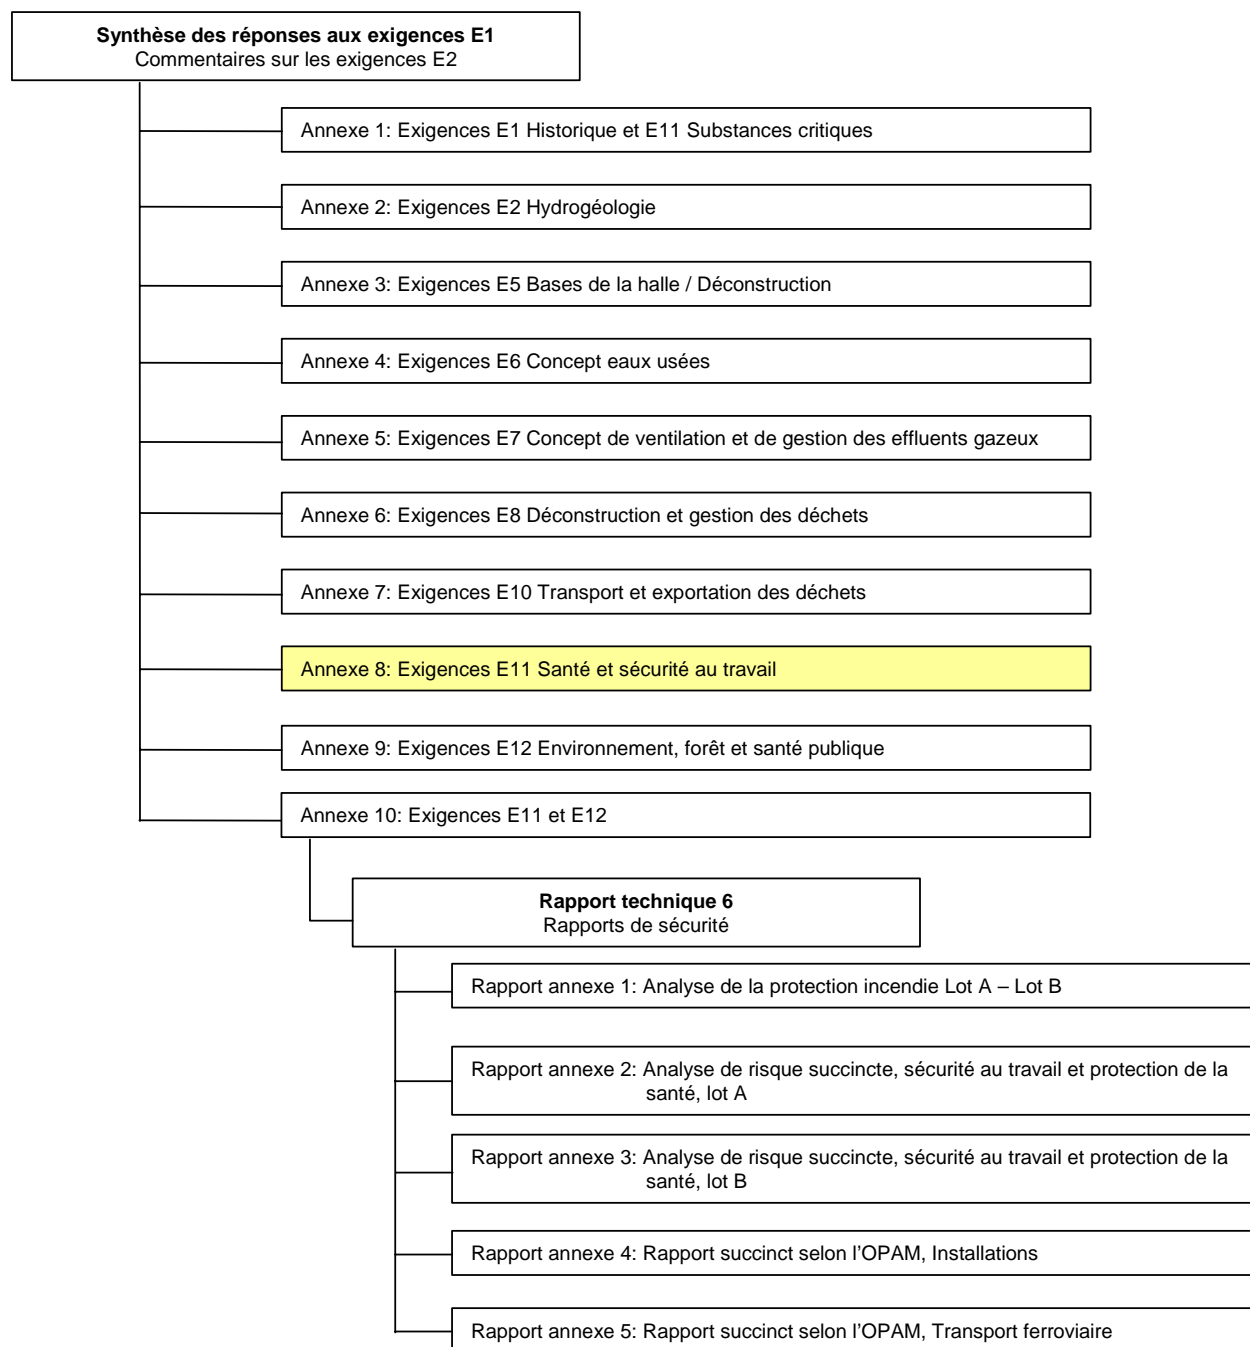 Synthèse des réponses aux exigences E1
Commentaires sur les exigences E2
Annexe 1: Exigences E1 Historique et E11 Substances critiques
Annexe 2: Exigences E2 Hydrogéologie
Annexe 3: Exigences E5 Bases de la halle / Déconstruction
Annexe 4: Exigences E6 Concept eaux usées
Annexe 5: Exigences E7 Concept de ventilation et de gestion des effluents gazeux
Annexe 6: Exigences E8 Déconstruction et gestion des déchets
Annexe 7: Exigences E10 Transport et exportation des déchets
Annexe 8: Exigences E11 Santé et sécurité au travail
Annexe 9: Exigences E12 Environnement, forêt et santé publique
Annexe 10: Exigences E11 et E12
Rapport technique 6
Rapports de sécurité
Rapport annexe 1: Analyse de la protection incendie Lot A – Lot B
Rapport annexe 2: Analyse de risque succincte, sécurité au travail et protection de la
santé, lot A
Rapport annexe 3: Analyse de risque succincte, sécurité au travail et protection de la
santé, lot B
Rapport annexe 4: Rapport succinct selon l’OPAM, Installations
Rapport annexe 5: Rapport succinct selon l’OPAM, Transport ferroviaire